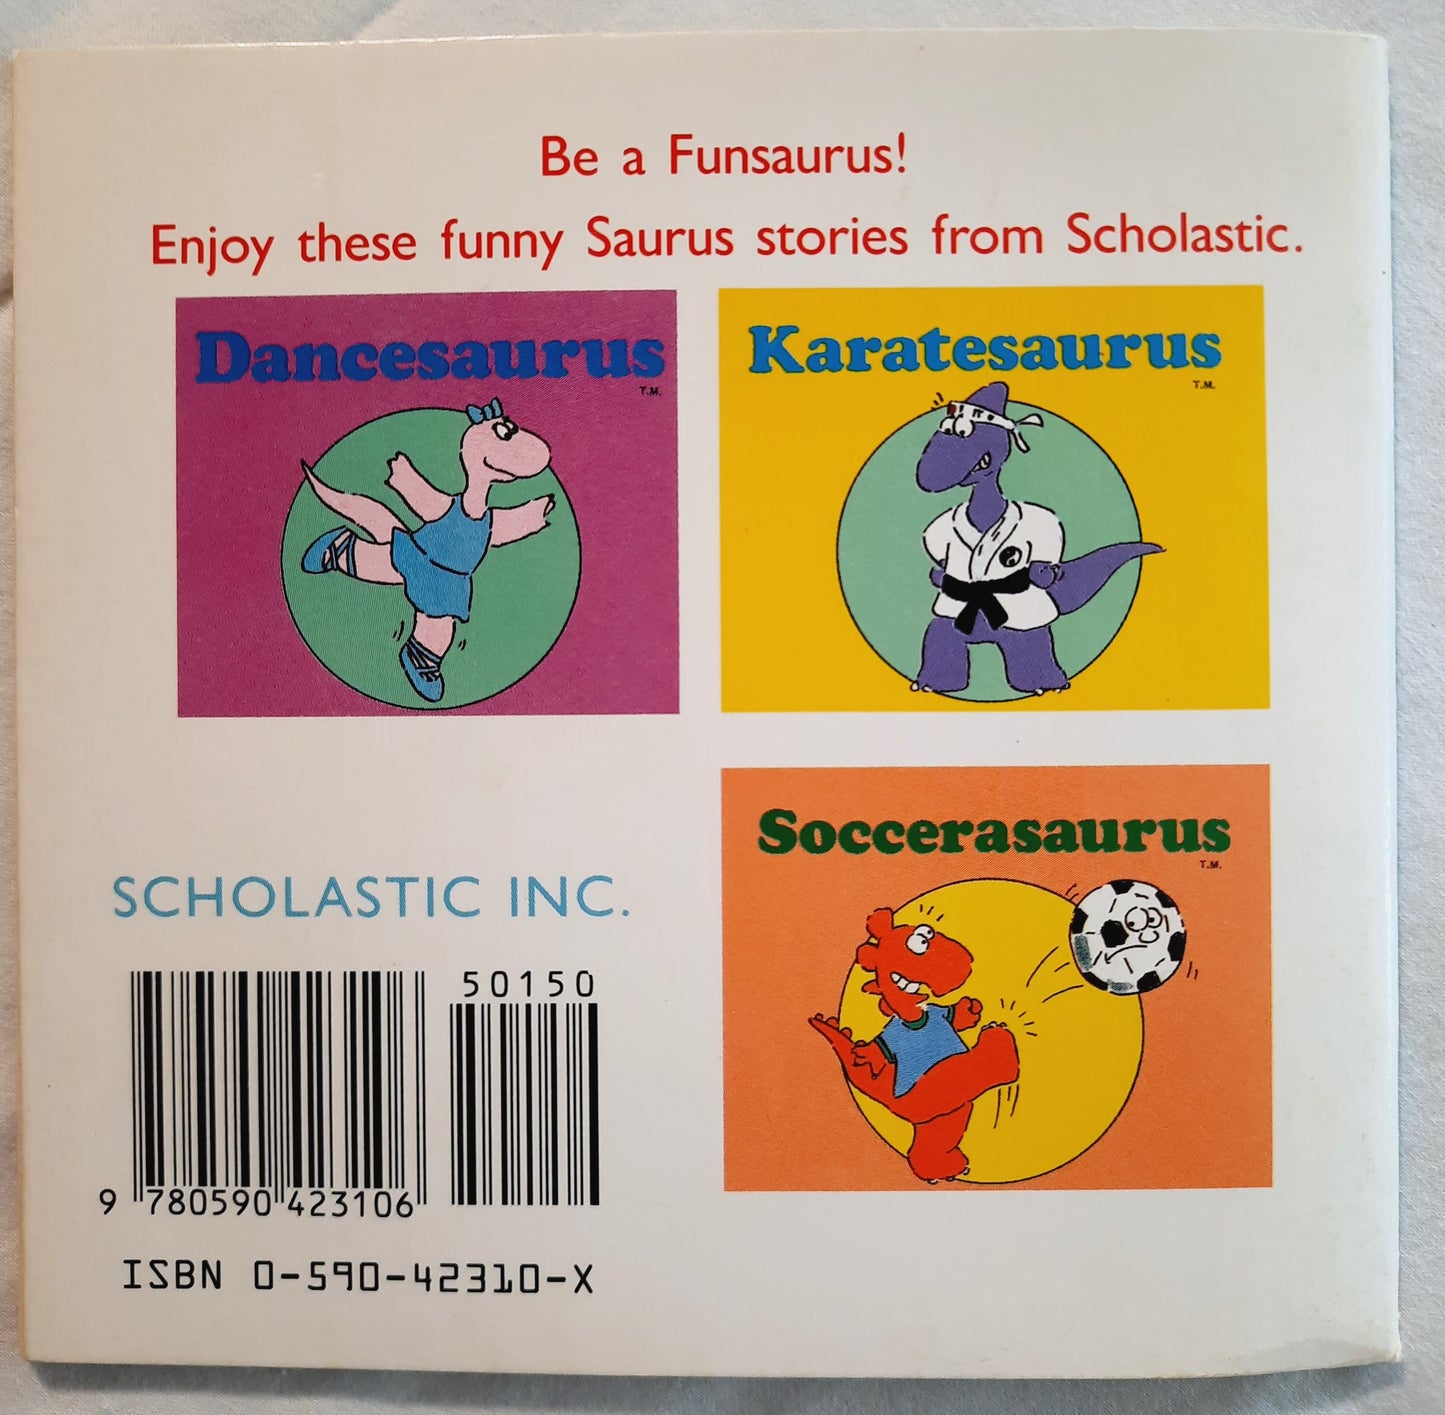 Be a Funsaurus!
Enjoy these funny Saurus stories from Scholastic.
Dancesaurus
T.M.
Karatesaurus
T.M.
Soccerasaurus
T.M.
SCHOLASTIC INC.
50150
9 780590 423106
ISBN 0-590-42310-X